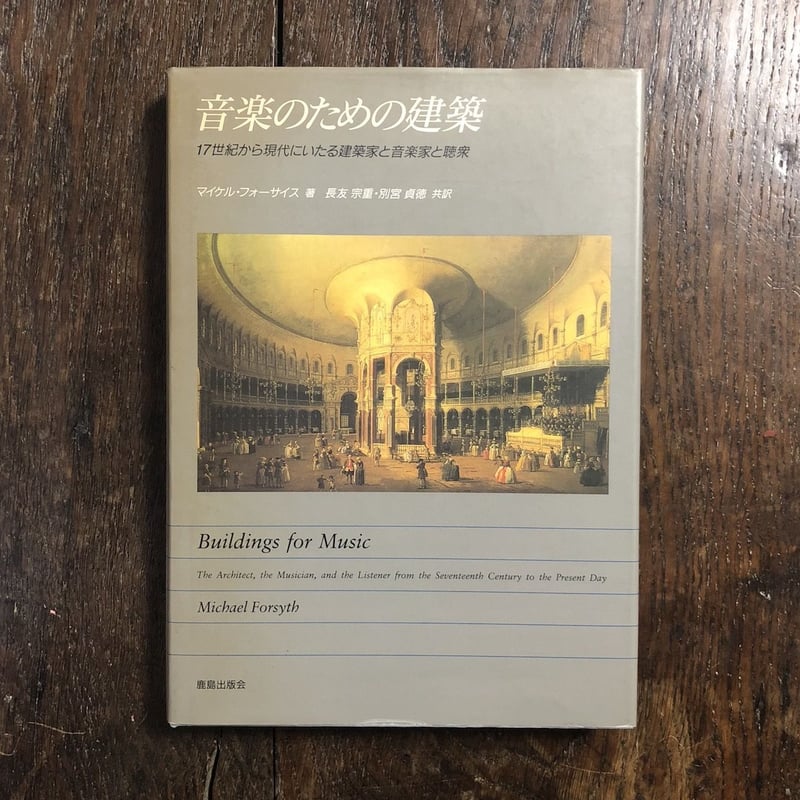 音楽のための建築
17世紀から現代にいたる建築家と音楽家と聴衆
マイケル・フォーサイス 著 長友 宗重・別宮 貞徳 共訳
Buildings for Music
The Architect, the Musician, and the Listener from the Seventeenth Century to the Present Day
Michael Forsyth
鹿島出版会